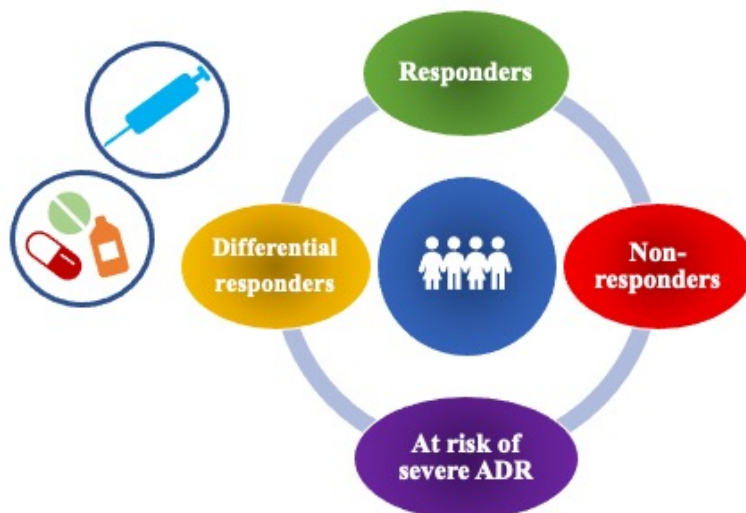 Responders
Differential
responders
Non-
responders
At risk of
severe ADR